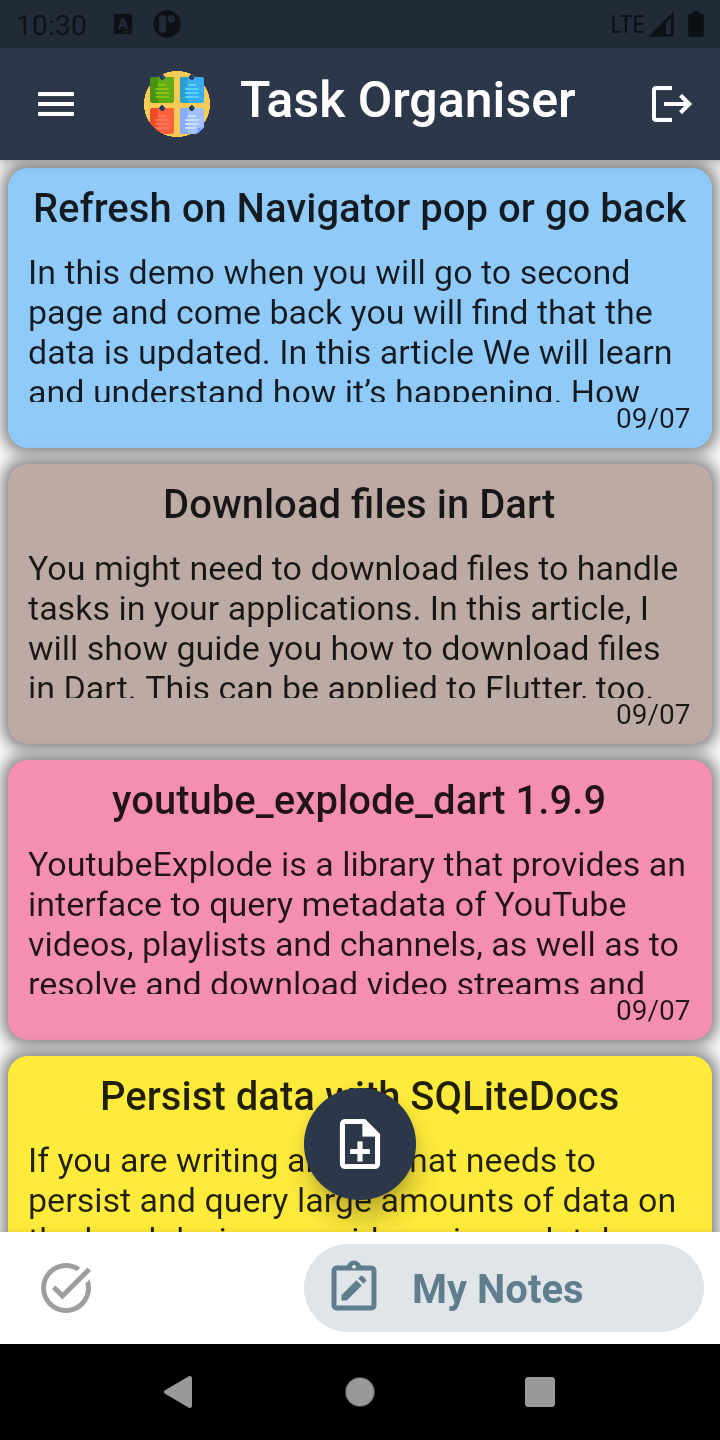 10:30
LTE
Task Organiser
Refresh on Navigator pop or go back
In this demo when you will go to second
page and come back you will find that the
data is updated. In this article We will learn
and understand how it’s happening. How
09/07
Download files in Dart
You might need to download files to handle
tasks in your applications. In this article, I
will show guide you how to download files
in Dart. This can be applied to Flutter, too.
09/07
youtube_explode_dart 1.9.9
YoutubeExplode is a library that provides an
interface to query metadata of YouTube
videos, playlists and channels, as well as to
resolve and download video streams and
09/07
Persist data with SQLiteDocs
If you are writing needs to
persist and query large amounts of data on
My Notes